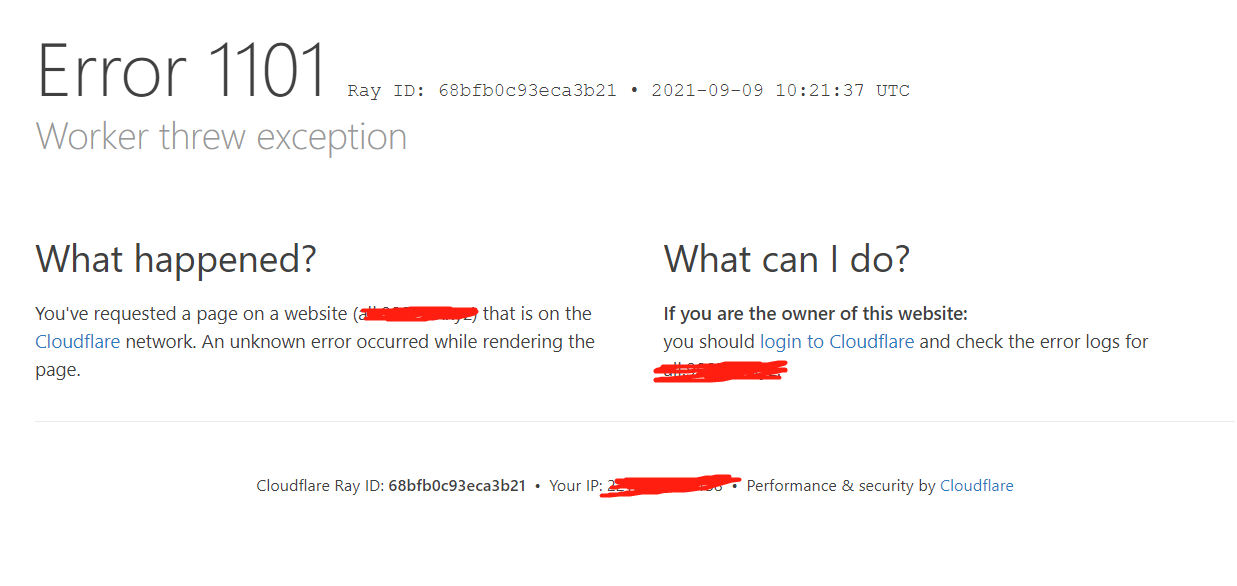 Error 1101 Ray ID: 68bfb0c93eca3b21 • 2021-09-09 10:21:37 UTC
Worker threw exception
What happened?
You've requested a page on a website ( ) that is on the
Cloudflare network. An unknown error occurred while rendering the
page.
What can I do?
If you are the owner of this website:
you should login to Cloudflare and check the error logs for
Cloudflare Ray ID: 68bfb0c93eca3b21 • Your IP: • Performance & security by Cloudflare